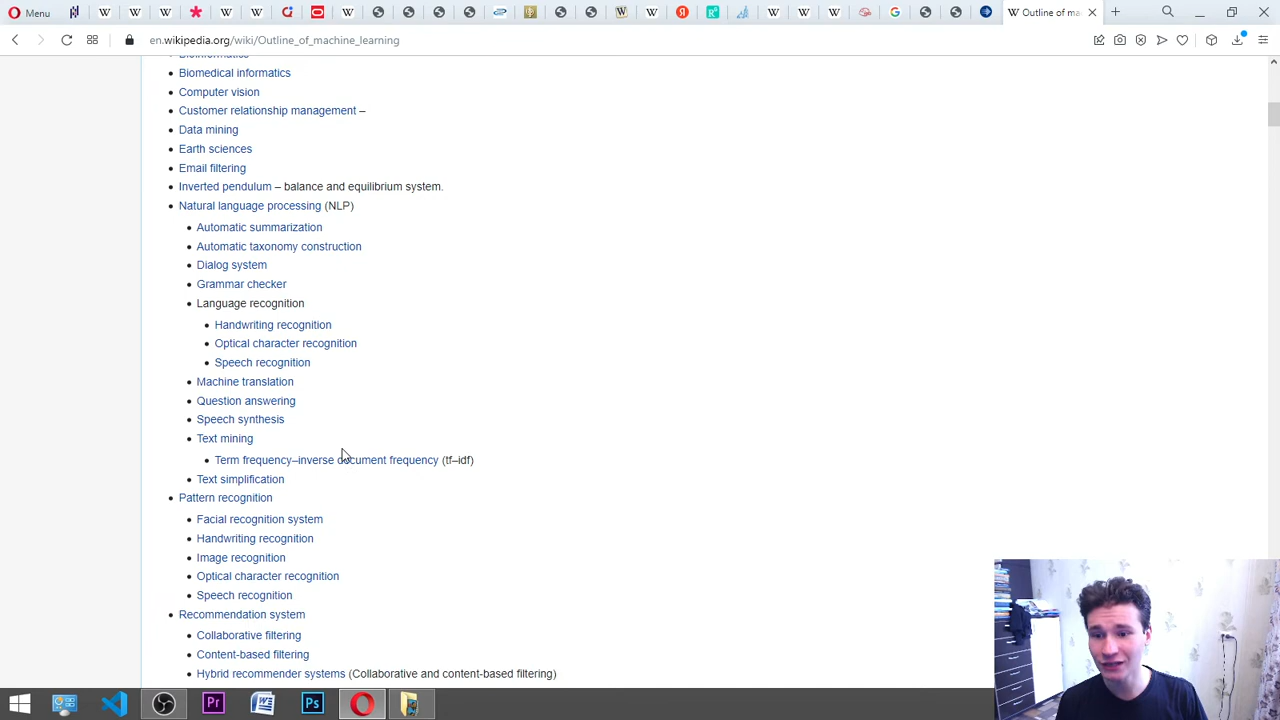 Menu
Outline of ma
en.wikipedia.org/wiki/Outline_of_machine_learning
Bioinformatics
Biomedical informatics
Computer vision
Customer relationship management –
Data mining
Earth sciences
Email filtering
Inverted pendulum – balance and equilibrium system.
Natural language processing (NLP)
Automatic summarization
Automatic taxonomy construction
Dialog system
Grammar checker
Language recognition
Handwriting recognition
Optical character recognition
Speech recognition
Machine translation
Question answering
Speech synthesis
Text mining
Term frequency–inverse document frequency (tf–idf)
Text simplification
Pattern recognition
Facial recognition system
Handwriting recognition
Image recognition
Optical character recognition
Speech recognition
Recommendation system
Collaborative filtering
Content-based filtering
Hybrid recommender systems (Collaborative and content-based filtering)
Pr
Ps